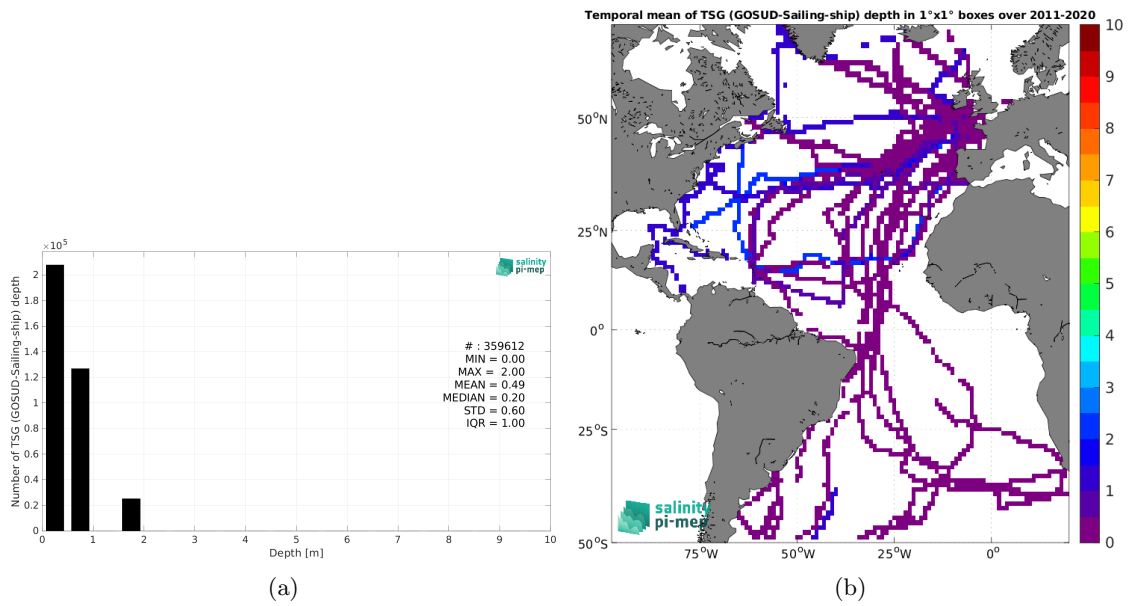 Temporal mean of TSG (GOSUD-Sailing-ship) depth in 1°x1° boxes over 2011-2020
×10⁵
Number of TSG (GOSUD-Sailing-ship) depth
2
1.8
1.6
1.4
1.2
1
0.8
0.6
0.4
0.2
0
salinity
pi-mep
# : 359612
MIN = 0.00
MAX = 2.00
MEAN = 0.49
MEDIAN = 0.20
STD = 0.60
IQR = 1.00
0 1 2 3 4 5 6 7 8 9 10
Depth [m]
(a)
50°N
25°N
0°
25°S
50°S
75°W 50°W 25°W 0°
salinity
pi-mep
10
9
8
7
6
5
4
3
2
1
0
(b)